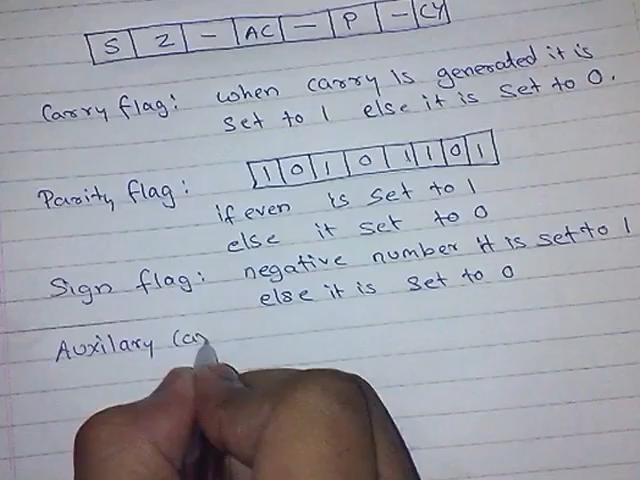 S Z - AC - P - CY
Carry flag: when carry is generated it is
set to 1 else it is set to 0.
1 0 1 0 1 1 0 1
Parity flag:
if even is set to 1
else it set to 0
Sign flag: negative number it is set to 1
else it is set to 0
Auxilary (a